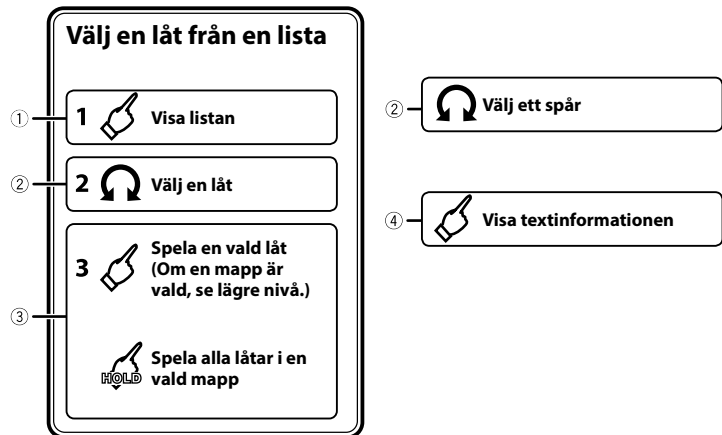 Välj en låt från en lista
① 1 Visa listan
② 2 Välj en låt
③ 3 Spela en vald låt
(Om en mapp är
vald, se lägre nivå.)
HOLD Spela alla låtar i en
vald mapp
② Välj ett spår
④ Visa textinformationen